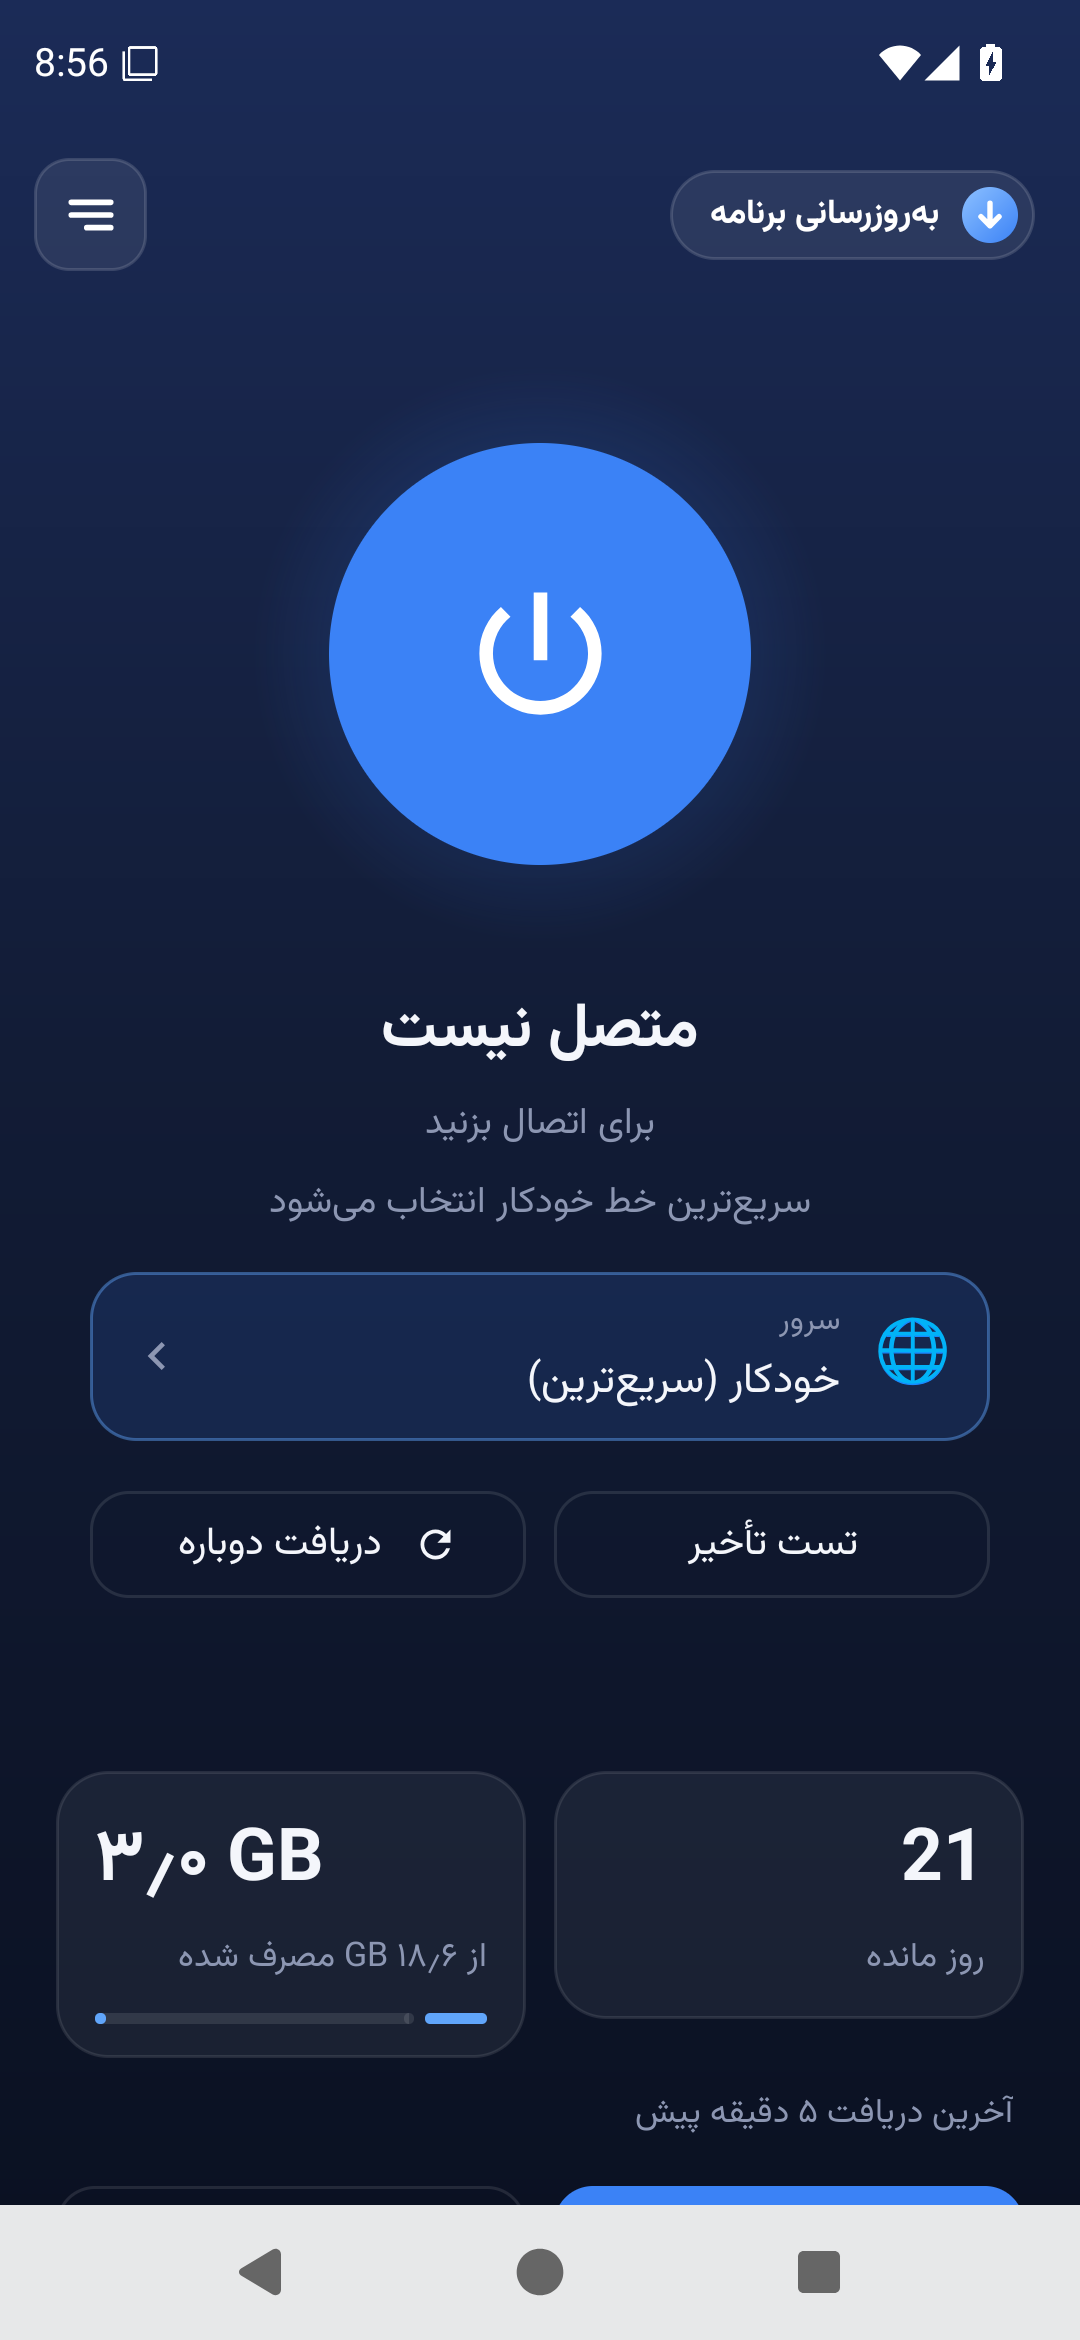 8:56
به‌روزرسانی برنامه
متصل نیست
برای اتصال بزنید
سریع‌ترین خط خودکار انتخاب می‌شود
سرور
خودکار (سریع‌ترین)
تست تأخیر
دریافت دوباره
21
روز مانده
۳٫۰ GB
از ۱۸٫۶ GB مصرف شده
آخرین دریافت ۵ دقیقه پیش